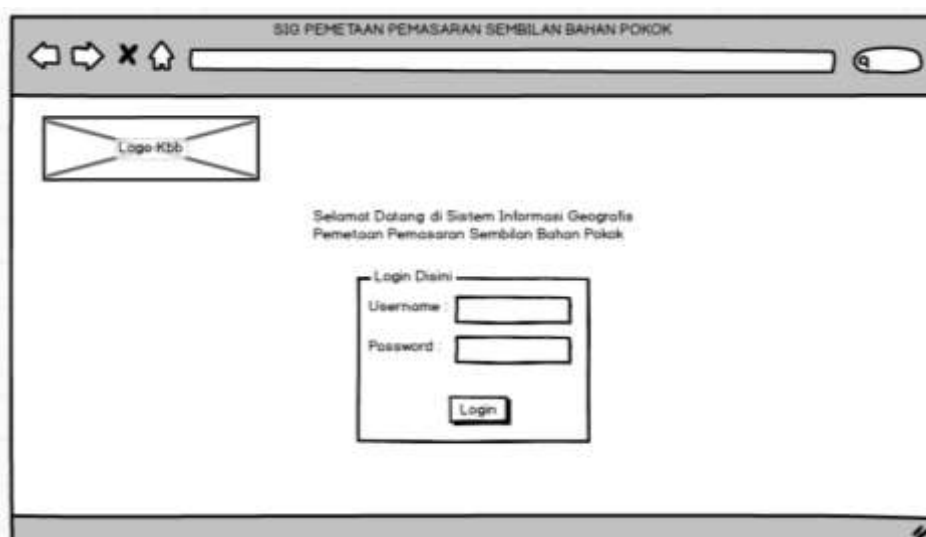 SIG PEMETAAN PEMASARAN SEMBILAN BAHAN POKOK
Logo Kbb
Selamat Datang di Sistem Informasi Geografis
Pemetaan Pemasaran Sembilan Bahan Pokok
Login Disini
Username :
Password :
Login